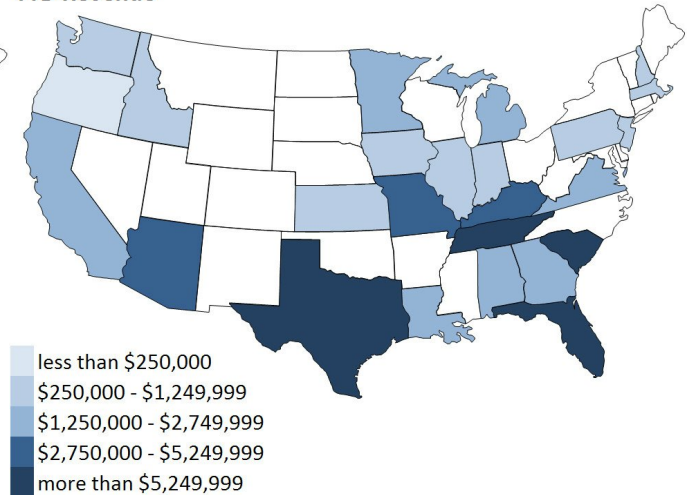 less than $250,000
$250,000 - $1,249,999
$1,250,000 - $2,749,999
$2,750,000 - $5,249,999
more than $5,249,999